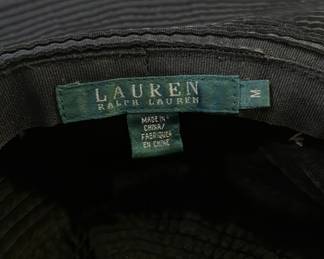 LAUREN
RALPH LAUREN
M
MADE IN
CHINA/
FABRIQUÉ
EN CHINE